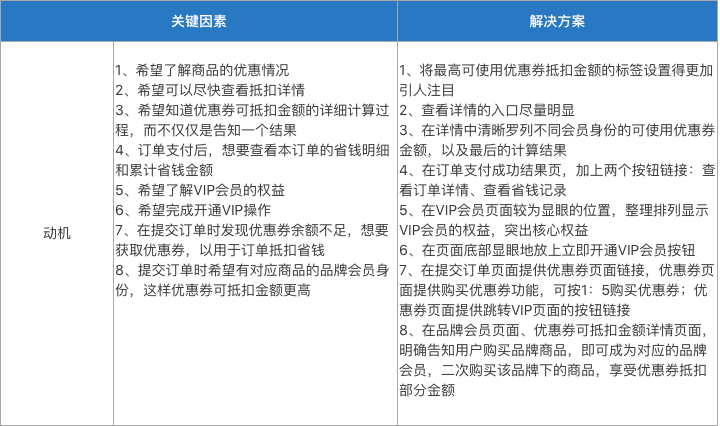 关键因素
解决方案
动机
1、希望了解商品的优惠情况
2、希望可以尽快查看抵扣详情
3、希望知道优惠券可抵扣金额的详细计算过
程，而不仅仅是告知一个结果
4、订单支付后，想要查看本订单的省钱明细
和累计省钱金额
5、希望了解VIP会员的权益
6、希望完成开通VIP操作
7、在提交订单时发现优惠券余额不足，想要
获取优惠券，以用于订单抵扣省钱
8、提交订单时希望有对应商品的品牌会员身
份，这样优惠券可抵扣金额更高
1、将最高可使用优惠券抵扣金额的标签设置得更加
引人注目
2、查看详情的入口尽量明显
3、在详情中清晰罗列不同会员身份的可使用优惠券
金额，以及最后的计算结果
4、在订单支付成功结果页，加上两个按钮链接：查
看订单详情、查看省钱记录
5、在VIP会员页面较为显眼的位置，整理排列显示
VIP会员的权益，突出核心权益
6、在页面底部显眼地放上立即开通VIP会员按钮
7、在提交订单页面提供优惠券页面链接，优惠券页
面提供购买优惠券功能，可按1：5购买优惠券；优
惠券页面提供跳转VIP页面的按钮链接
8、在品牌会员页面、优惠券可抵扣金额详情页面，
明确告知用户购买品牌商品，即可成为对应的品牌
会员，二次购买该品牌下的商品，享受优惠券抵扣
部分金额